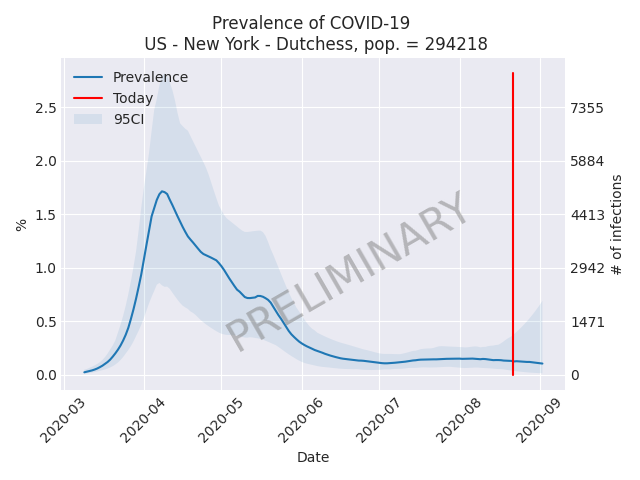 Prevalence of COVID-19
US - New York - Dutchess, pop. = 294218
Prevalence
Today
95CI
2.5
2.0
1.5
1.0
0.5
0.0
%
7355
5884
4413
2942
1471
0
# of infections
PRELIMINARY
2020-03
2020-04
2020-05
2020-06
2020-07
2020-08
2020-09
Date